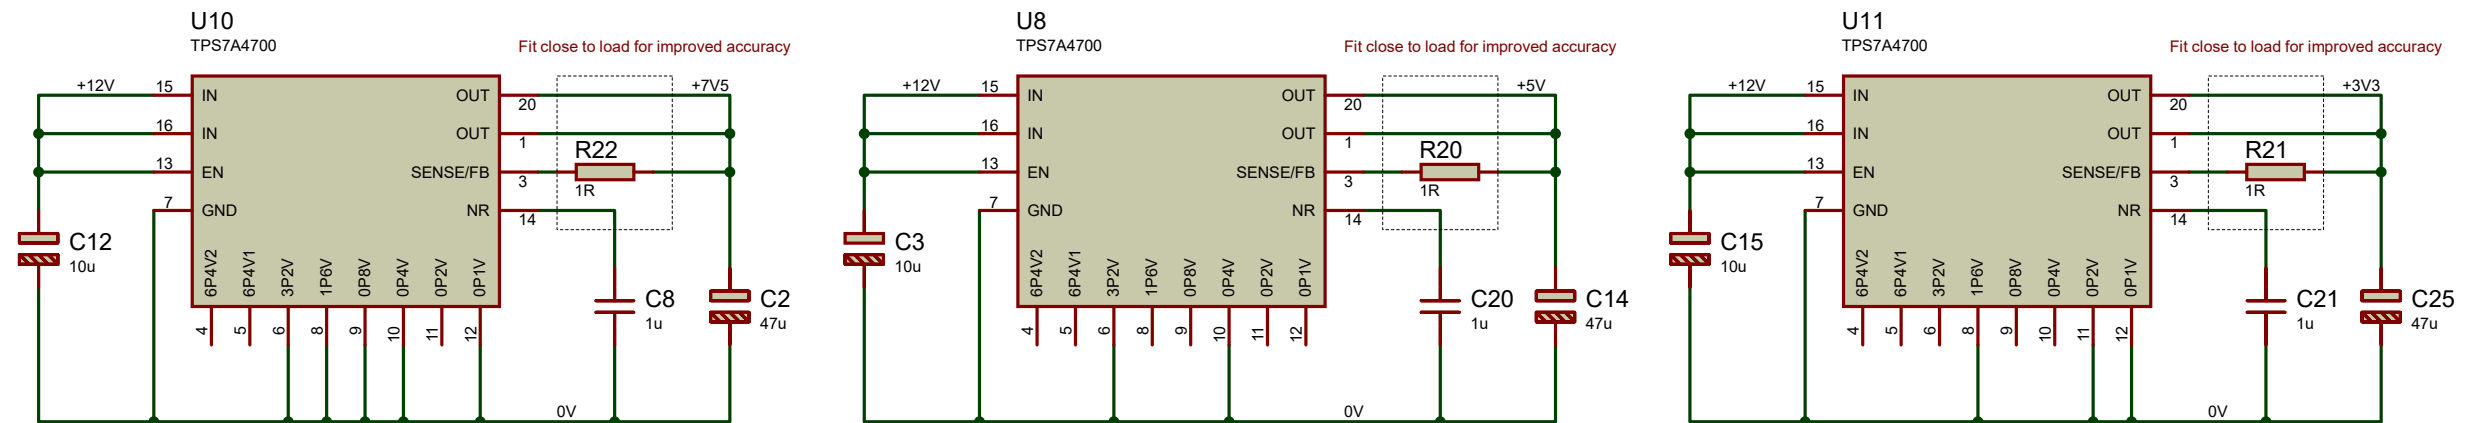 U10
TPS7A4700
Fit close to load for improved accuracy
+12V
15
IN
OUT
20
+7V5
16
IN
OUT
1
13
EN
SENSE/FB
3
R22
1R
7
GND
NR
14
C12
10u
6P4V2
6P4V1
3P2V
1P6V
0P8V
0P4V
0P2V
0P1V
4
5
6
8
9
10
11
12
C8
1u
C2
47u
0V
U8
TPS7A4700
Fit close to load for improved accuracy
+12V
15
IN
OUT
20
+5V
16
IN
OUT
1
13
EN
SENSE/FB
3
R20
1R
7
GND
NR
14
C3
10u
6P4V2
6P4V1
3P2V
1P6V
0P8V
0P4V
0P2V
0P1V
4
5
6
8
9
10
11
12
C20
1u
C14
47u
0V
U11
TPS7A4700
Fit close to load for improved accuracy
+12V
15
IN
OUT
20
+3V3
16
IN
OUT
1
13
EN
SENSE/FB
3
R21
1R
7
GND
NR
14
C15
10u
6P4V2
6P4V1
3P2V
1P6V
0P8V
0P4V
0P2V
0P1V
4
5
6
8
9
10
11
12
C21
1u
C25
47u
0V